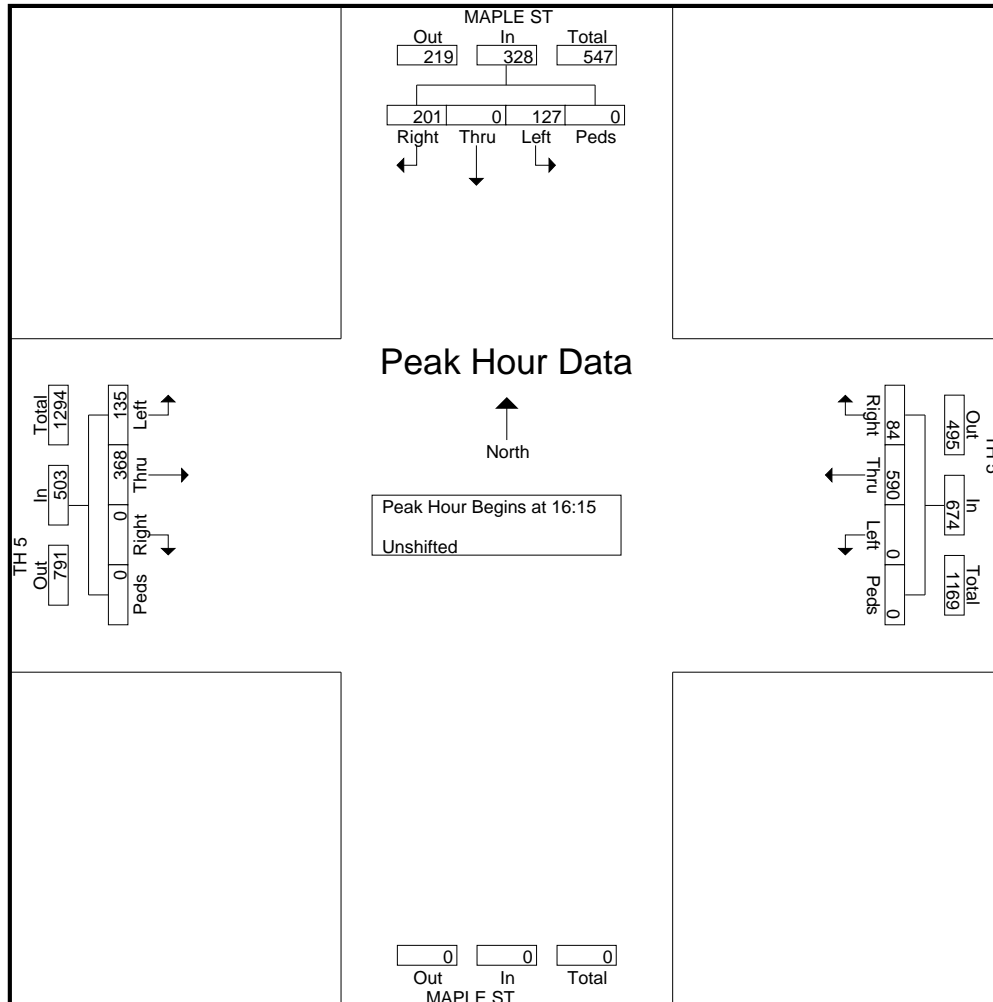 MAPLE ST
Out In Total
219 328 547
201 0 127 0
Right Thru Left Peds
Peak Hour Data
North
Peak Hour Begins at 16:15
Unshifted
TH 5
Out In Total
791 503 1294
135 368 0 0
Left Thru Right Peds
TH 5
Out In Total
495 674 1169
84 590 0 0
Right Thru Left Peds
0 0 0
Out In Total
MAPLE ST